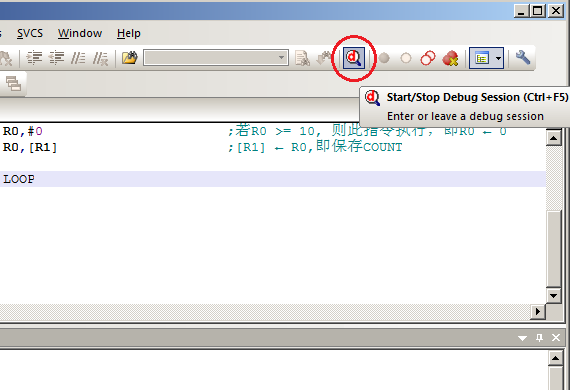 s SVCS Window Help
Start/Stop Debug Session (Ctrl+F5)
Enter or leave a debug session
R0,#0 ;若R0 >= 10, 则此指令执行, 即R0 ← 0
R0,[R1] ;[R1] ← R0,即保存COUNT
LOOP